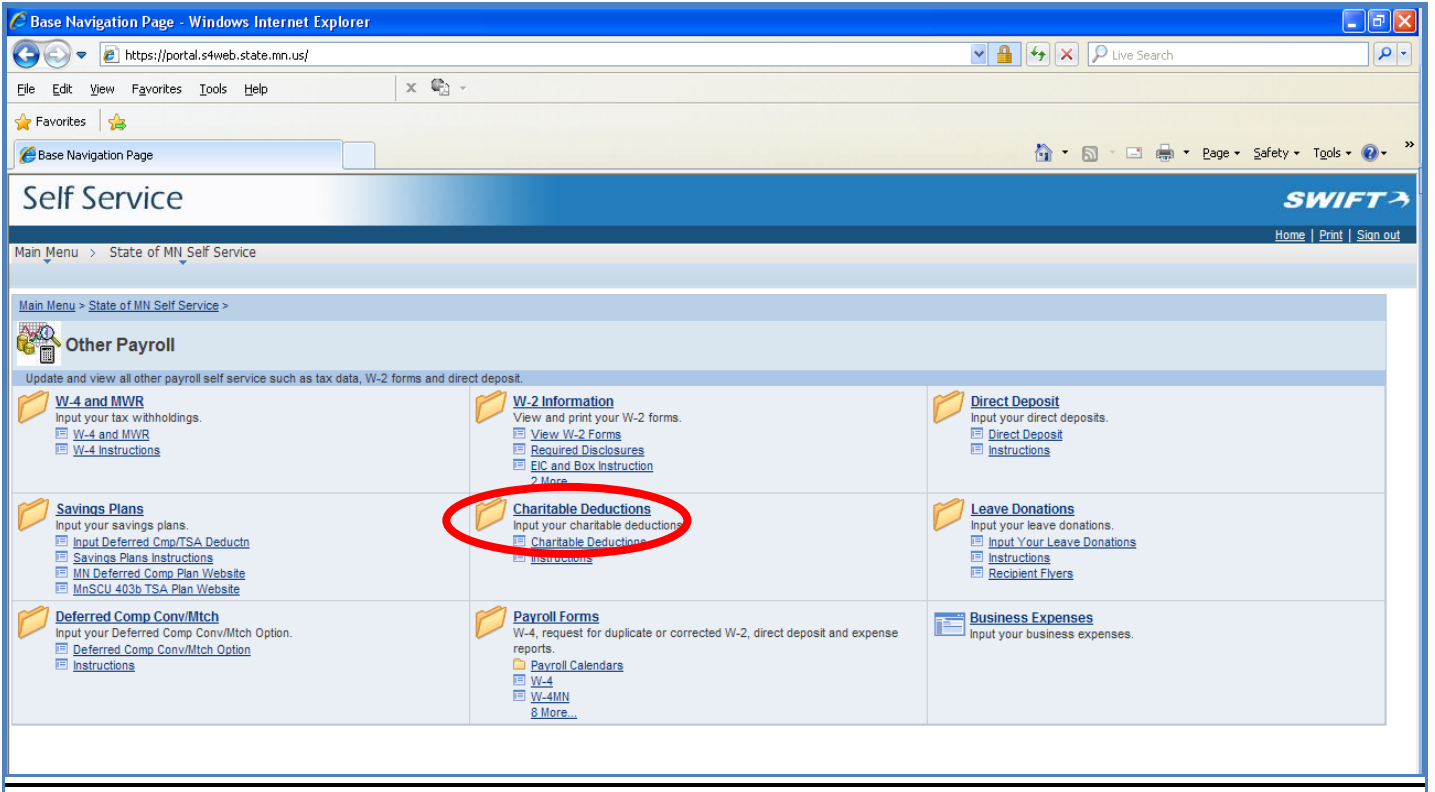 Base Navigation Page - Windows Internet Explorer
https://portal.s4web.state.mn.us/
Live Search
File Edit View Favorites Tools Help
x
Favorites
Base Navigation Page
Page Safety Tools »
Self Service
SWIFT
Home | Print | Sign out
Main Menu > State of MN Self Service
Main Menu > State of MN Self Service >
Other Payroll
Update and view all other payroll self service such as tax data, W-2 forms and direct deposit.
W-4 and MWR
Input your tax withholdings.
W-4 and MWR
W-4 Instructions
W-2 Information
View and print your W-2 forms.
View W-2 Forms
Required Disclosures
EIC and Box Instruction
2 More...
Direct Deposit
Input your direct deposits.
Direct Deposit
Instructions
Savings Plans
Input your savings plans.
Input Deferred Cmp/TSA Deductn
Savings Plans Instructions
MN Deferred Comp Plan Website
MnSCU 403b TSA Plan Website
Charitable Deductions
Input your charitable deductions
Charitable Deductions
Instructions
Leave Donations
Input your leave donations.
Input Your Leave Donations
Instructions
Recipient Flyers
Deferred Comp Conv/Mtch
Input your Deferred Comp Conv/Mtch Option.
Deferred Comp Conv/Mtch Option
Instructions
Payroll Forms
W-4, request for duplicate or corrected W-2, direct deposit and expense
reports.
Payroll Calendars
W-4
W-4MN
8 More...
Business Expenses
Input your business expenses.